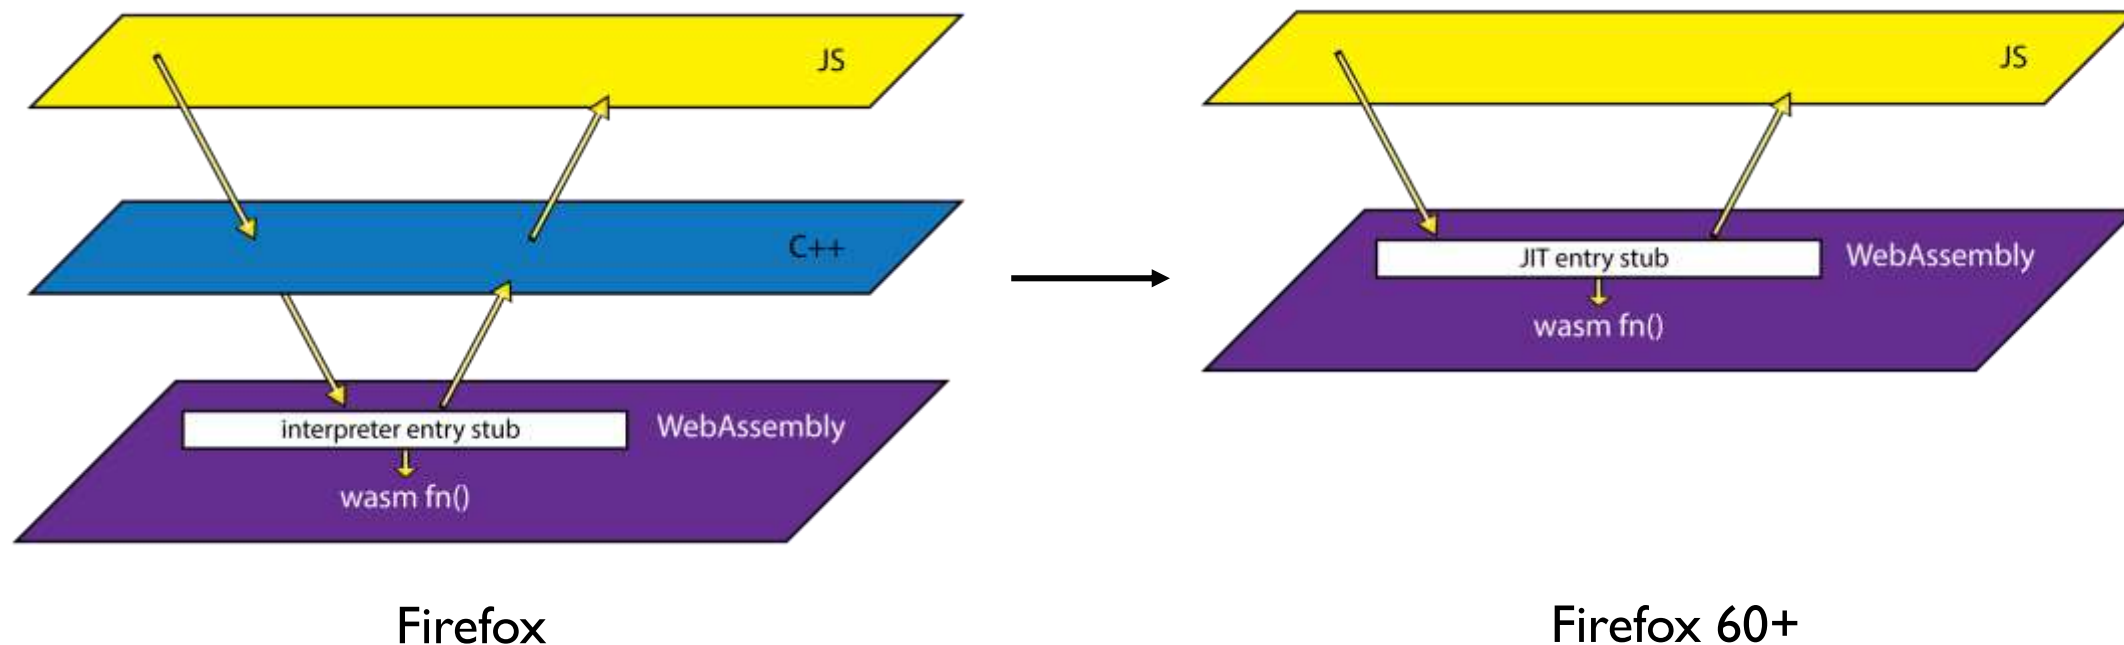 JS
C++
interpreter entry stub
WebAssembly
wasm fn()
Firefox
JS
JIT entry stub
WebAssembly
wasm fn()
Firefox 60+